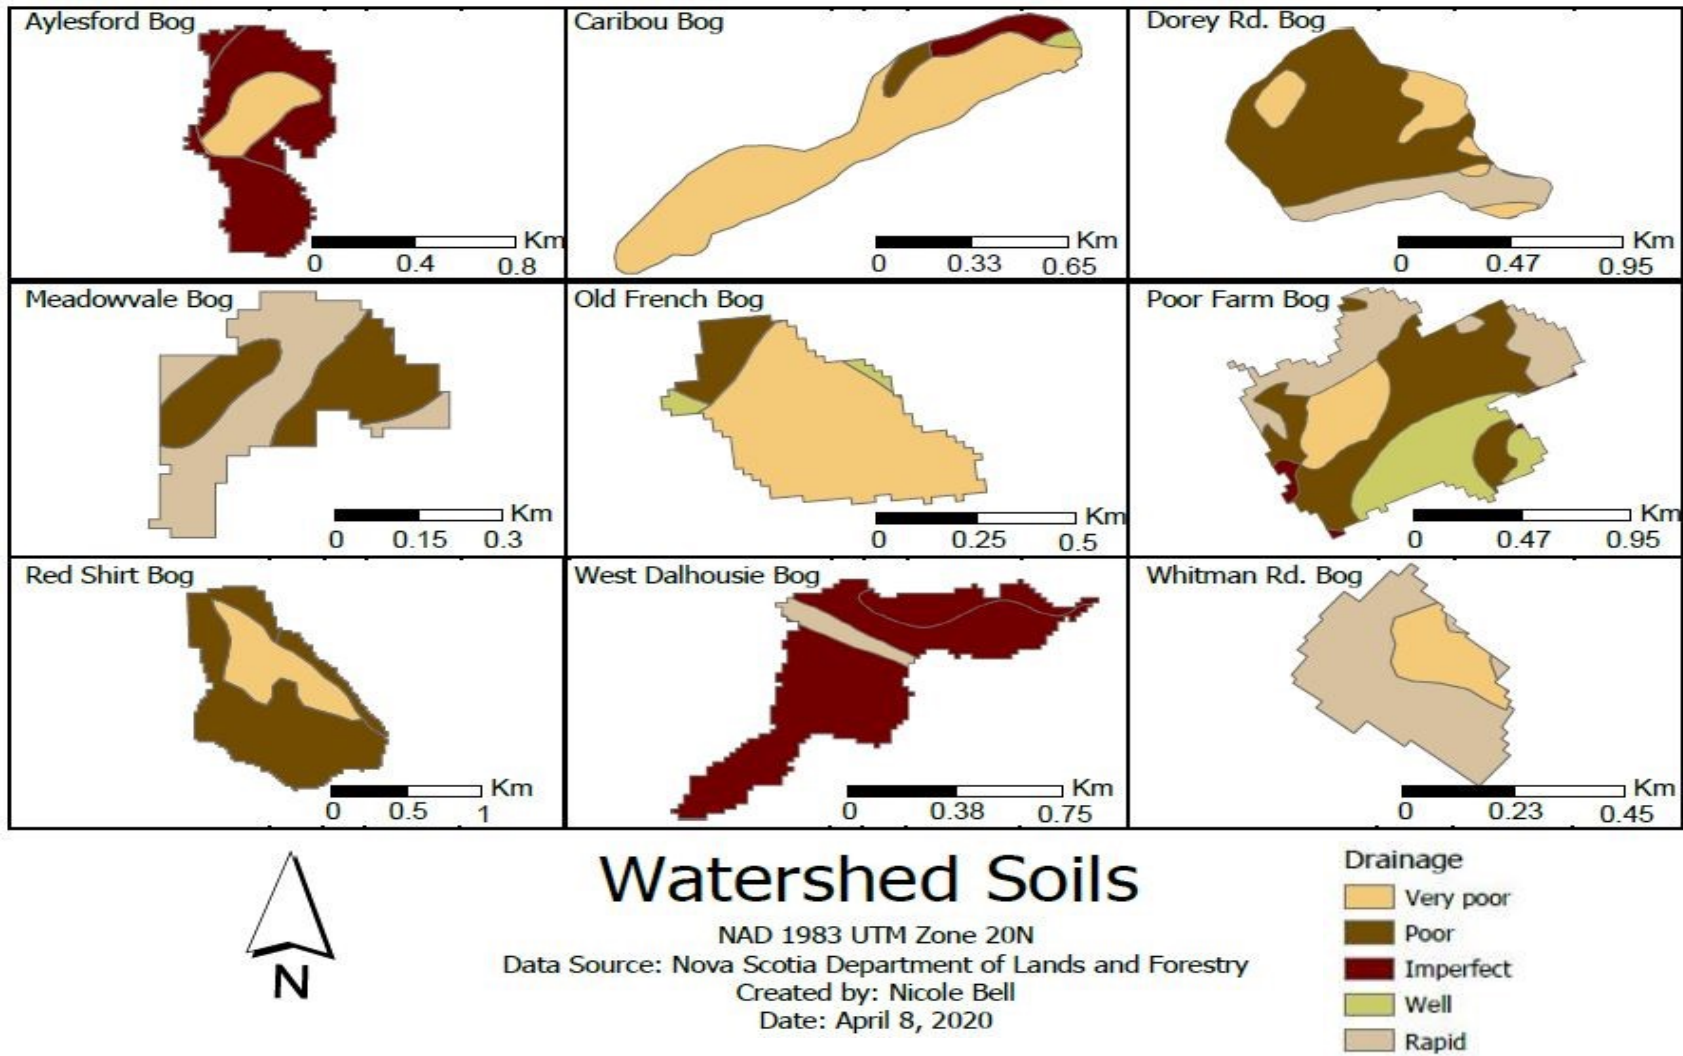 Aylesford Bog
Km
0 0.4 0.8
Caribou Bog
Km
0 0.33 0.65
Dorey Rd. Bog
Km
0 0.47 0.95
Meadowvale Bog
Km
0 0.15 0.3
Old French Bog
Km
0 0.25 0.5
Poor Farm Bog
Km
0 0.47 0.95
Red Shirt Bog
Km
0 0.5 1
West Dalhousie Bog
Km
0 0.38 0.75
Whitman Rd. Bog
Km
0 0.23 0.45
N
Watershed Soils
NAD 1983 UTM Zone 20N
Data Source: Nova Scotia Department of Lands and Forestry
Created by: Nicole Bell
Date: April 8, 2020
Drainage
Very poor
Poor
Imperfect
Well
Rapid